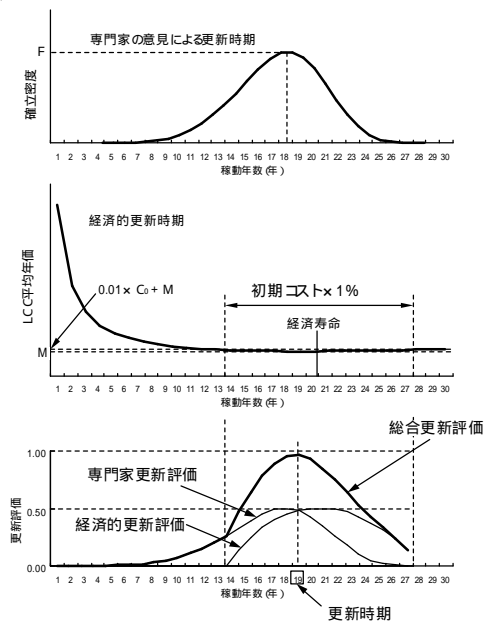 専門家の意見による更新時期
F
確立密度
1 2 3 4 5 6 7 8 9 10 11 12 13 14 15 16 17 18 19 20 21 22 23 24 25 26 27 28 29 30
稼動年数(年)
経済的更新時期
LCC平均年価
0.01× C₀ + M
初期コスト×1%
経済寿命
M
1 2 3 4 5 6 7 8 9 10 11 12 13 14 15 16 17 18 19 20 21 22 23 24 25 26 27 28 29 30
稼動年数(年)
総合更新評価
1.00
専門家更新評価
0.50
経済的更新評価
更新評価
0.00
1 2 3 4 5 6 7 8 9 10 11 12 13 14 15 16 17 18 19 20 21 22 23 24 25 26 27 28 29 30
稼動年数(年)
更新時期